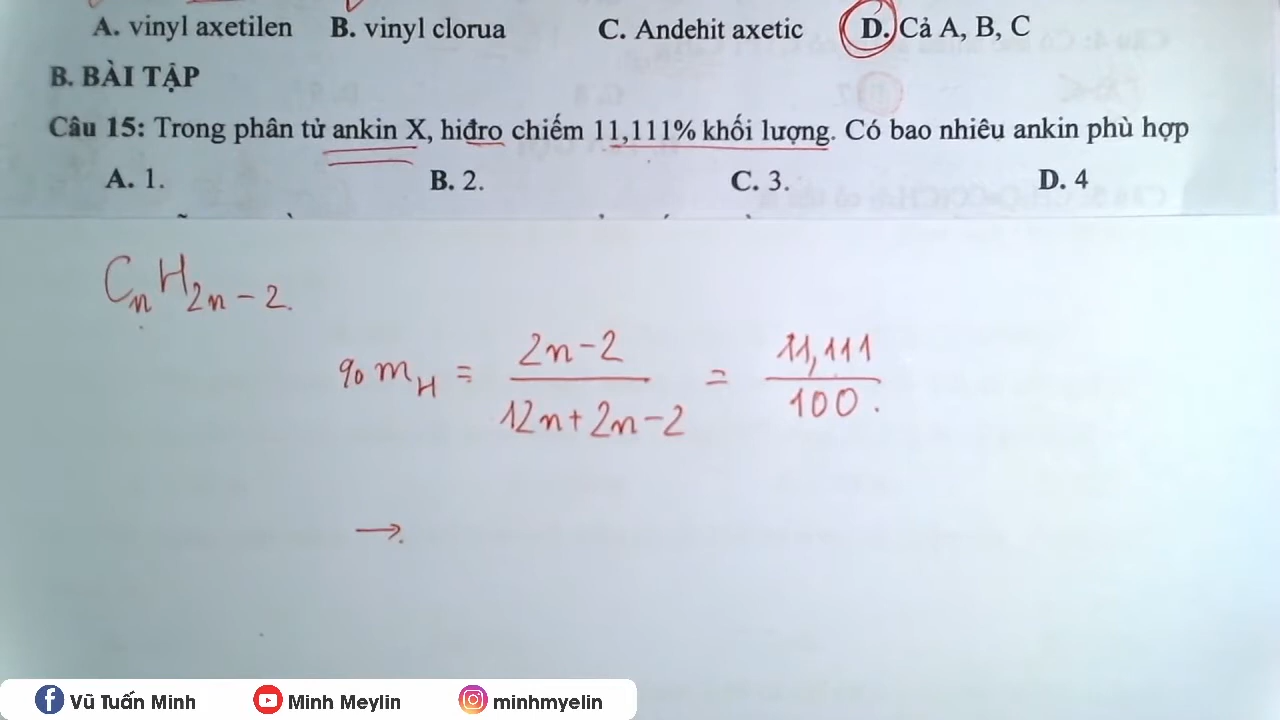 A. vinyl axetilen B. vinyl clorua C. Andehit axetic D. Cả A, B, C
B. BÀI TẬP
Câu 15: Trong phân tử ankin X, hiđro chiếm 11,111% khối lượng. Có bao nhiêu ankin phù hợp
A. 1. B. 2. C. 3. D. 4
CnH2n-2.
% mH = 2n-2 / 12n+2n-2 = 11,111 / 100.
→.
Vũ Tuấn Minh Minh Meylin minhmyelin